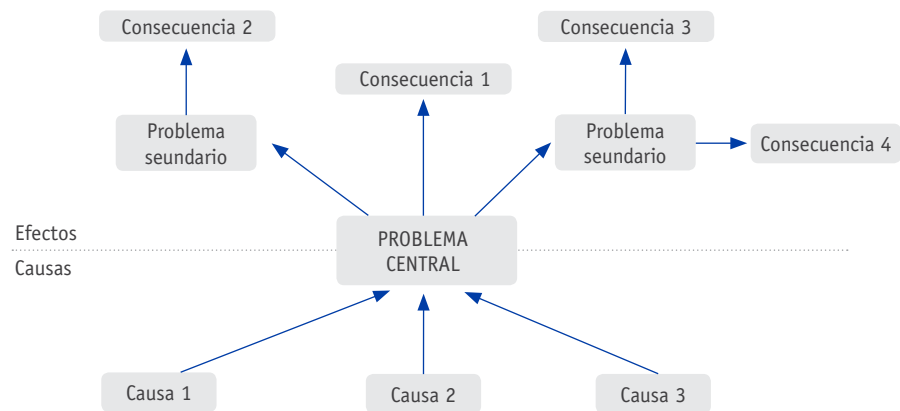 Consecuencia 2
Consecuencia 3
Consecuencia 1
Problema
seundario
Problema
seundario
Consecuencia 4
Efectos
PROBLEMA
CENTRAL
Causas
Causa 1
Causa 2
Causa 3